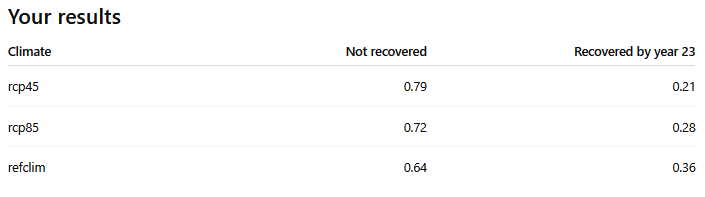 Your results
Climate Not recovered Recovered by year 23
rcp45 0.79 0.21
rcp85 0.72 0.28
refclim 0.64 0.36